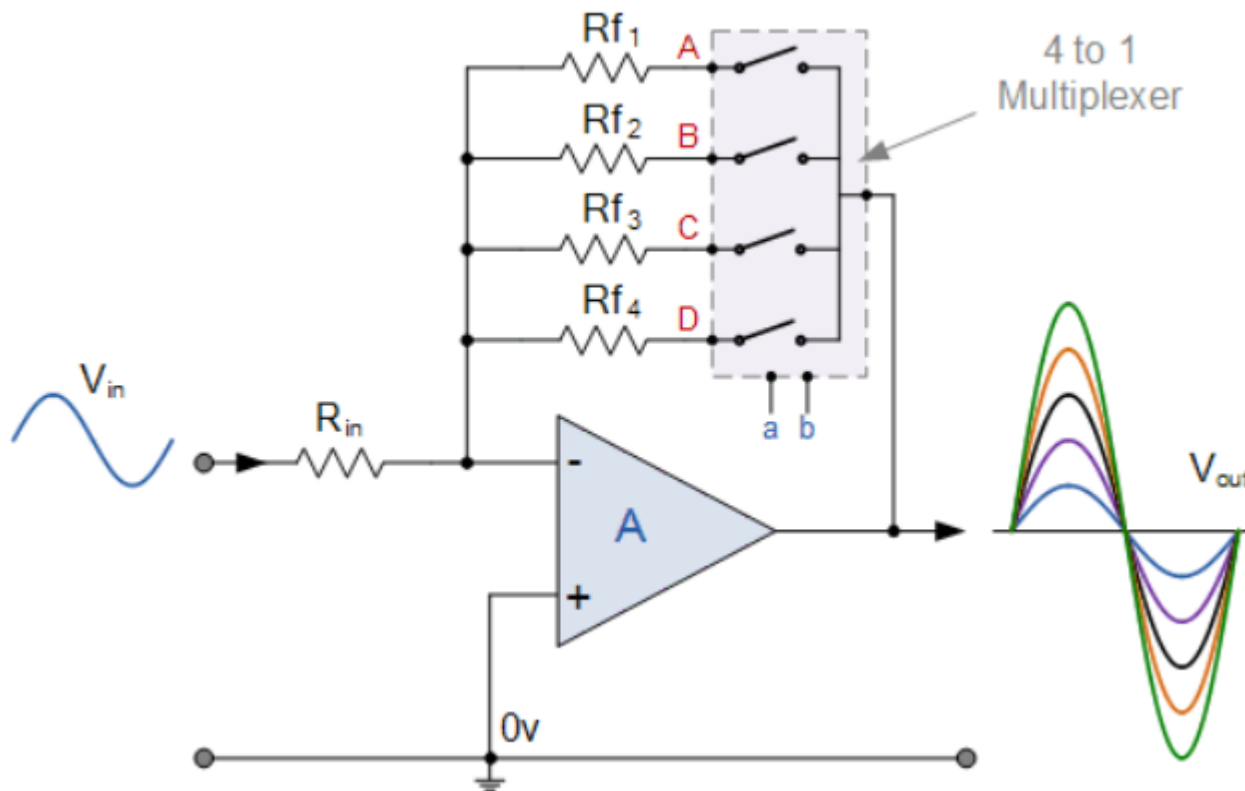 Rf1
A
4 to 1
Multiplexer
Rf2
B
Rf3
C
Rf4
D
Vin
a b
Rin
-
A
+
Vout
0v